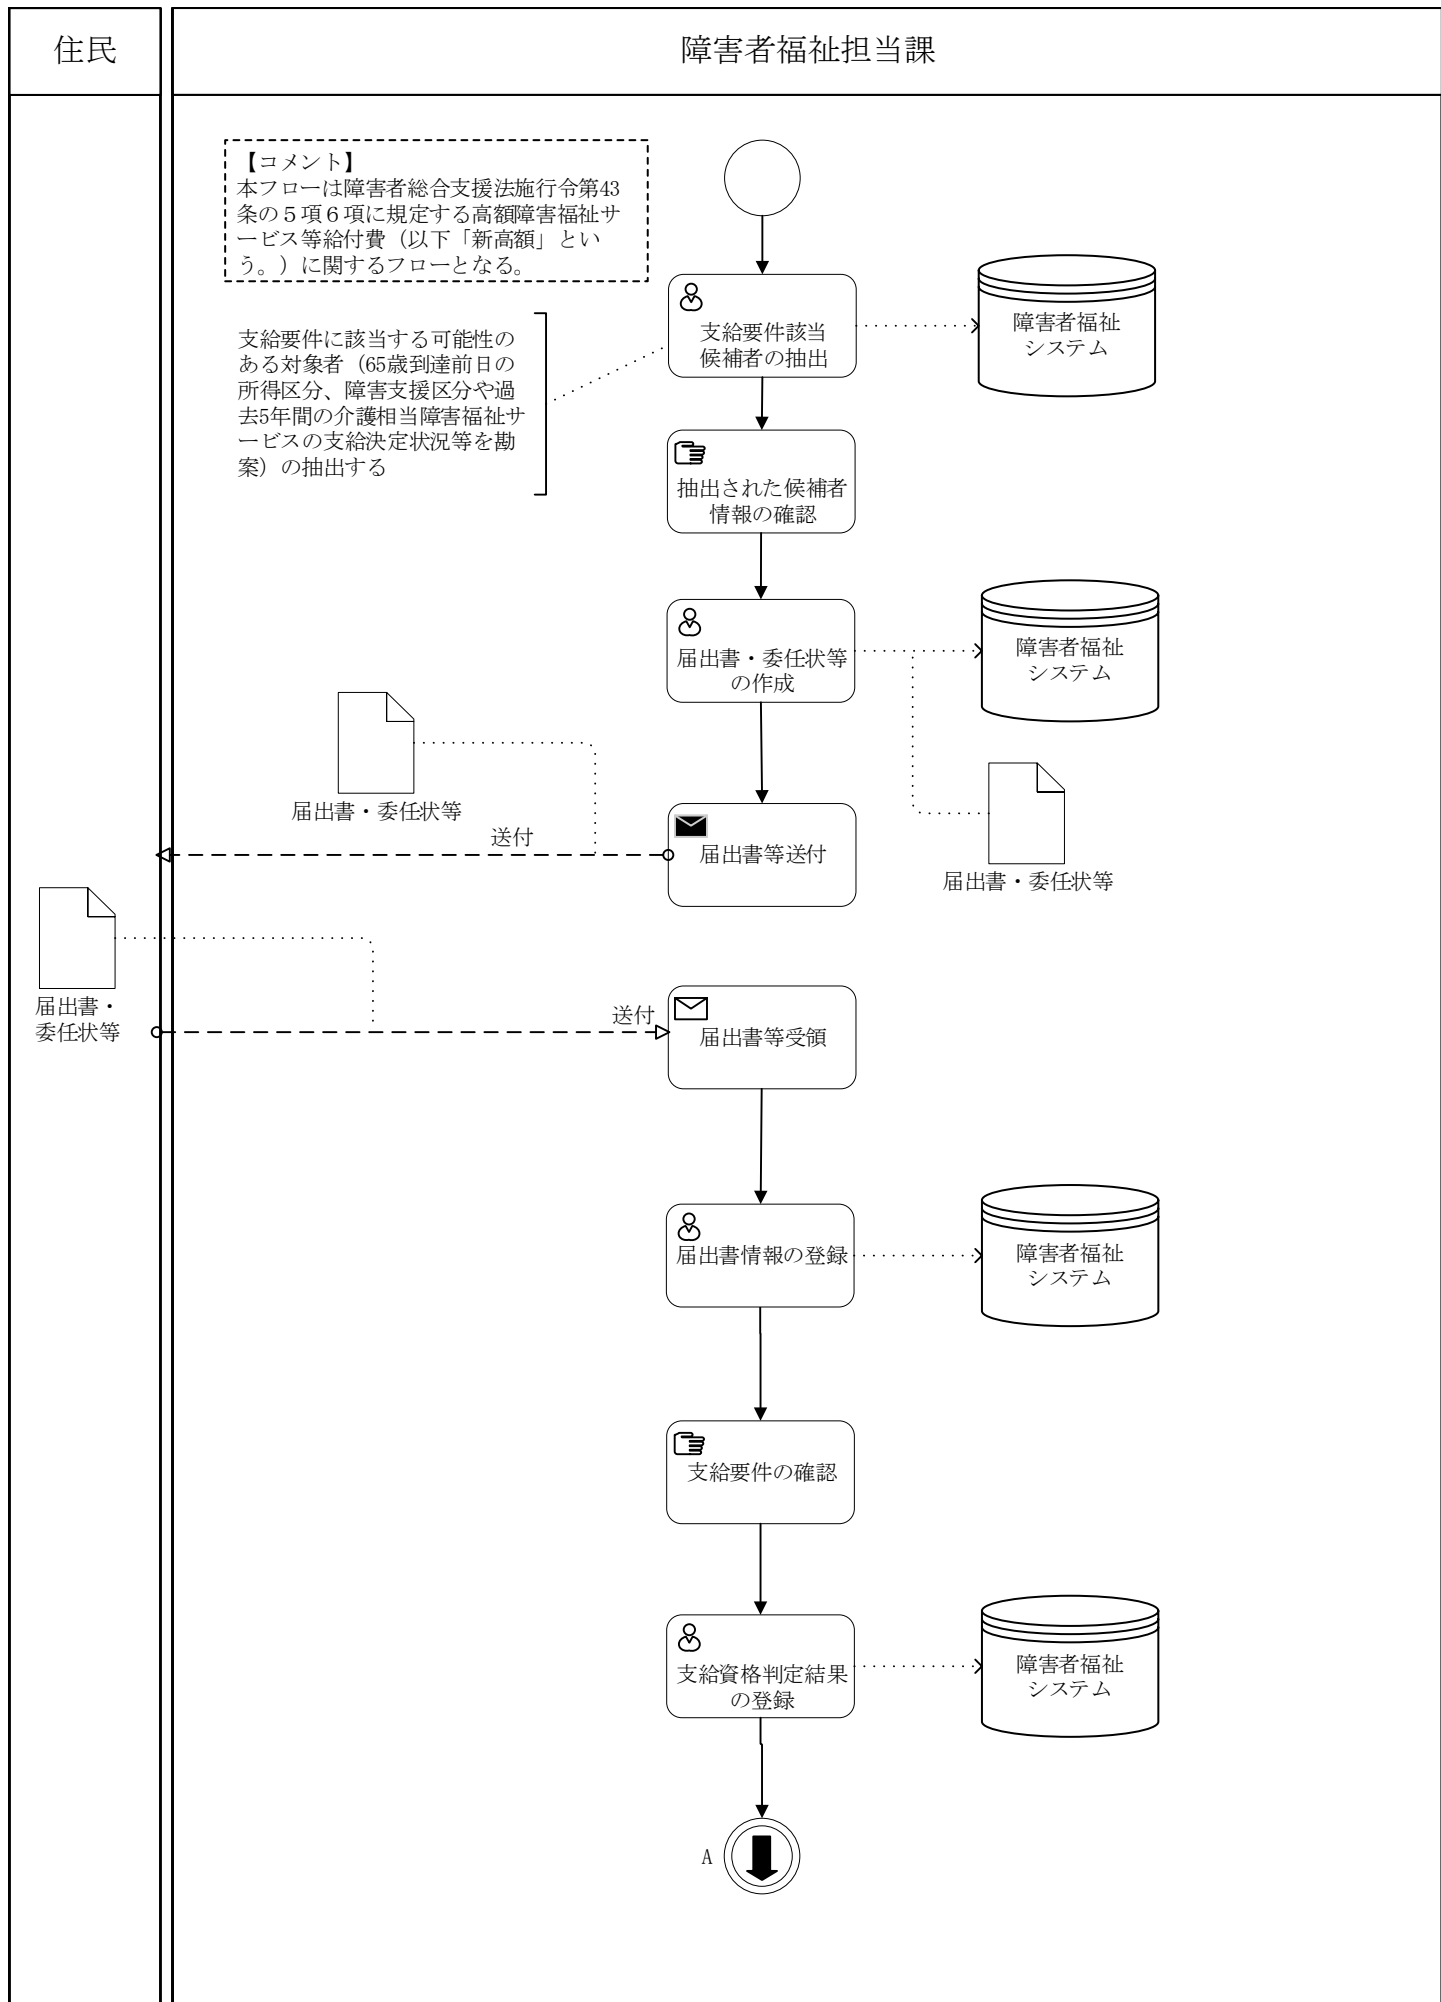 住民
障害者福祉担当課
【コメント】
本フローは障害者総合支援法施行令第43
条の５項６項に規定する高額障害福祉サ
ービス等給付費（以下「新高額」とい
う。）に関するフローとなる。
支給要件該当
候補者の抽出
障害者福祉
システム
支給要件に該当する可能性の
ある対象者（65歳到達前日の
所得区分、障害支援区分や過
去5年間の介護相当障害福祉サ
ービスの支給決定状況等を勘
案）の抽出する
抽出された候補者
情報の確認
届出書・委任状等
の作成
障害者福祉
システム
届出書・委任状等
送付
届出書等送付
届出書・委任状等
届出書・
委任状等
送付
届出書等受領
届出書情報の登録
障害者福祉
システム
支給要件の確認
支給資格判定結果
の登録
障害者福祉
システム
A